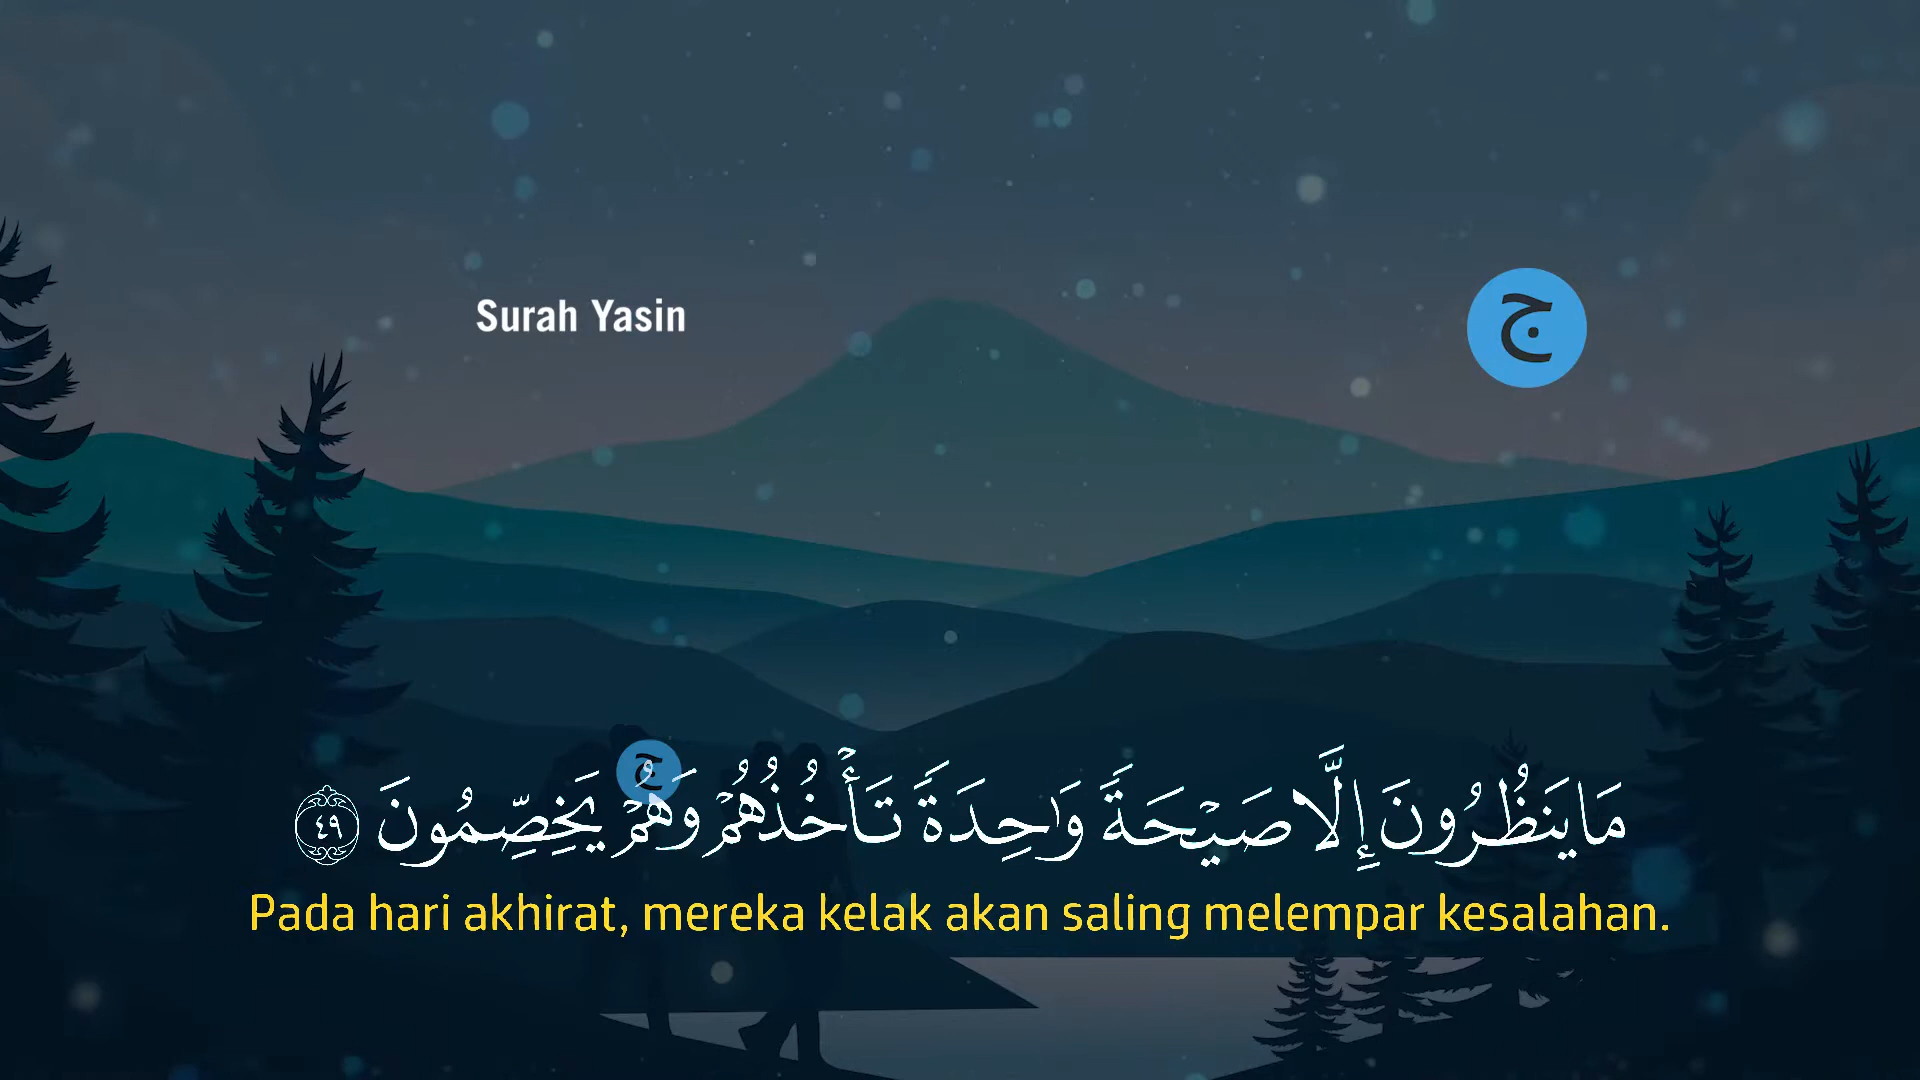 Surah Yasin
ج
ج
مَا يَنظُرُونَ إِلَّا صَيْحَةً وَاحِدَةً تَأْخُذُهُمْ وَهُمْ يَخِصِّمُونَ ٤٩
Pada hari akhirat, mereka kelak akan saling melempar kesalahan.